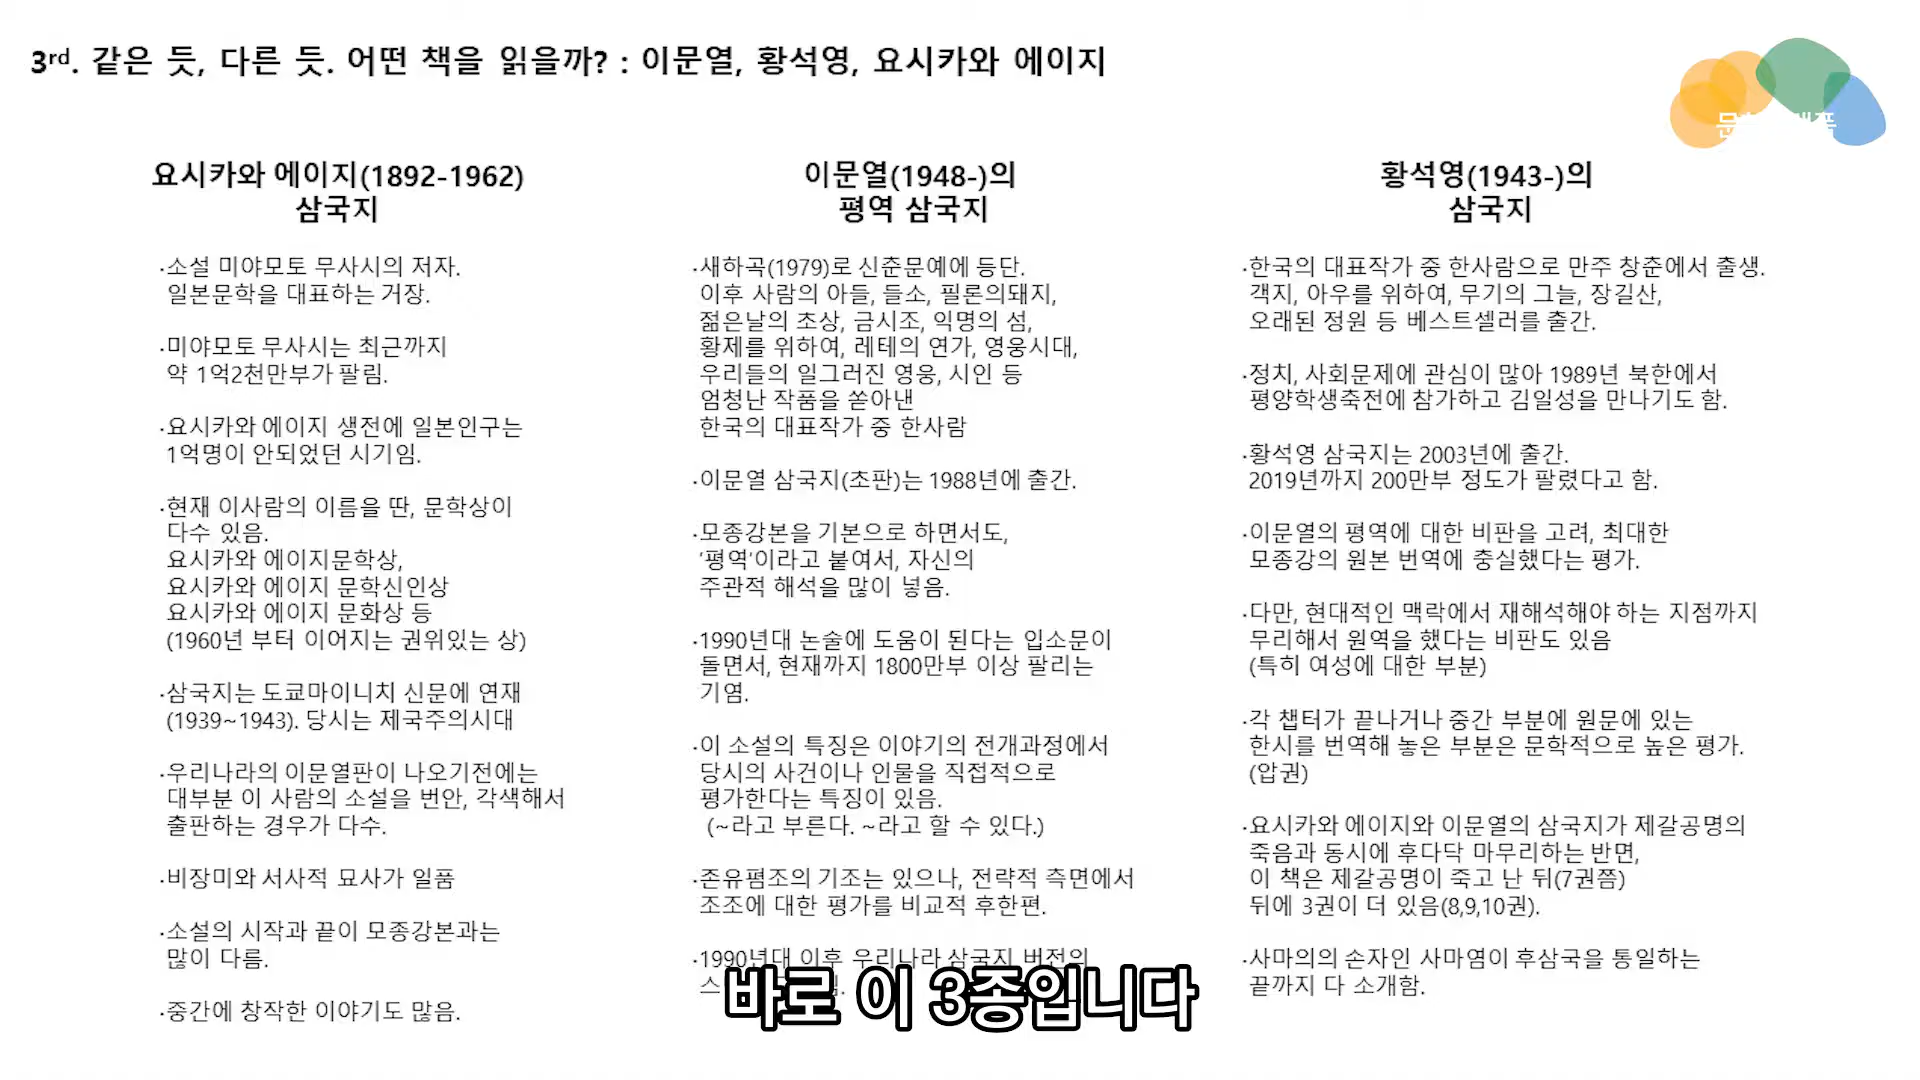 3rd. 같은 듯, 다른 듯. 어떤 책을 읽을까? : 이문열, 황석영, 요시카와 에이지
요시카와 에이지(1892-1962)
삼국지
·소설 미야모토 무사시의 저자.
일본문학을 대표하는 거장.
·미야모토 무사시는 최근까지
약 1억2천만부가 팔림.
·요시카와 에이지 생전에 일본인구는
1억명이 안되었던 시기임.
·현재 이사람의 이름을 딴, 문학상이
다수 있음.
요시카와 에이지문학상,
요시카와 에이지 문학신인상
요시카와 에이지 문화상 등
(1960년 부터 이어지는 권위있는 상)
·삼국지는 도쿄마이니치 신문에 연재
(1939~1943). 당시는 제국주의시대
·우리나라의 이문열판이 나오기전에는
대부분 이 사람의 소설을 번안, 각색해서
출판하는 경우가 다수.
·비장미와 서사적 묘사가 일품
·소설의 시작과 끝이 모종강본과는
많이 다름.
·중간에 창작한 이야기도 많음.
이문열(1948-)의
평역 삼국지
·새하곡(1979)로 신춘문예에 등단.
이후 사람의 아들, 들소, 필론의돼지,
젊은날의 초상, 금시조, 익명의 섬,
황제를 위하여, 레테의 연가, 영웅시대,
우리들의 일그러진 영웅, 시인 등
엄청난 작품을 쏟아낸
한국의 대표작가 중 한사람
·이문열 삼국지(초판)는 1988년에 출간.
·모종강본을 기본으로 하면서도,
'평역'이라고 붙여서, 자신의
주관적 해석을 많이 넣음.
·1990년대 논술에 도움이 된다는 입소문이
돌면서, 현재까지 1800만부 이상 팔리는
기염.
·이 소설의 특징은 이야기의 전개과정에서
당시의 사건이나 인물을 직접적으로
평가한다는 특징이 있음.
(~라고 부른다. ~라고 할 수 있다.)
·존유폄조의 기조는 있으나, 전략적 측면에서
조조에 대한 평가를 비교적 후한편.
·1990년대 이후 우리나라 삼국지 버전의
황석영(1943-)의
삼국지
·한국의 대표작가 중 한사람으로 만주 창춘에서 출생.
객지, 아우를 위하여, 무기의 그늘, 장길산,
오래된 정원 등 베스트셀러를 출간.
·정치, 사회문제에 관심이 많아 1989년 북한에서
평양학생축전에 참가하고 김일성을 만나기도 함.
·황석영 삼국지는 2003년에 출간.
2019년까지 200만부 정도가 팔렸다고 함.
·이문열의 평역에 대한 비판을 고려, 최대한
모종강의 원본 번역에 충실했다는 평가.
·다만, 현대적인 맥락에서 재해석해야 하는 지점까지
무리해서 원역을 했다는 비판도 있음
(특히 여성에 대한 부분)
·각 챕터가 끝나거나 중간 부분에 원문에 있는
한시를 번역해 놓은 부분은 문학적으로 높은 평가.
(압권)
·요시카와 에이지와 이문열의 삼국지가 제갈공명의
죽음과 동시에 후다닥 마무리하는 반면,
이 책은 제갈공명이 죽고 난 뒤(7권쯤)
뒤에 3권이 더 있음(8,9,10권).
·사마의의 손자인 사마염이 후삼국을 통일하는
끝까지 다 소개함.
바로 이 3종입니다